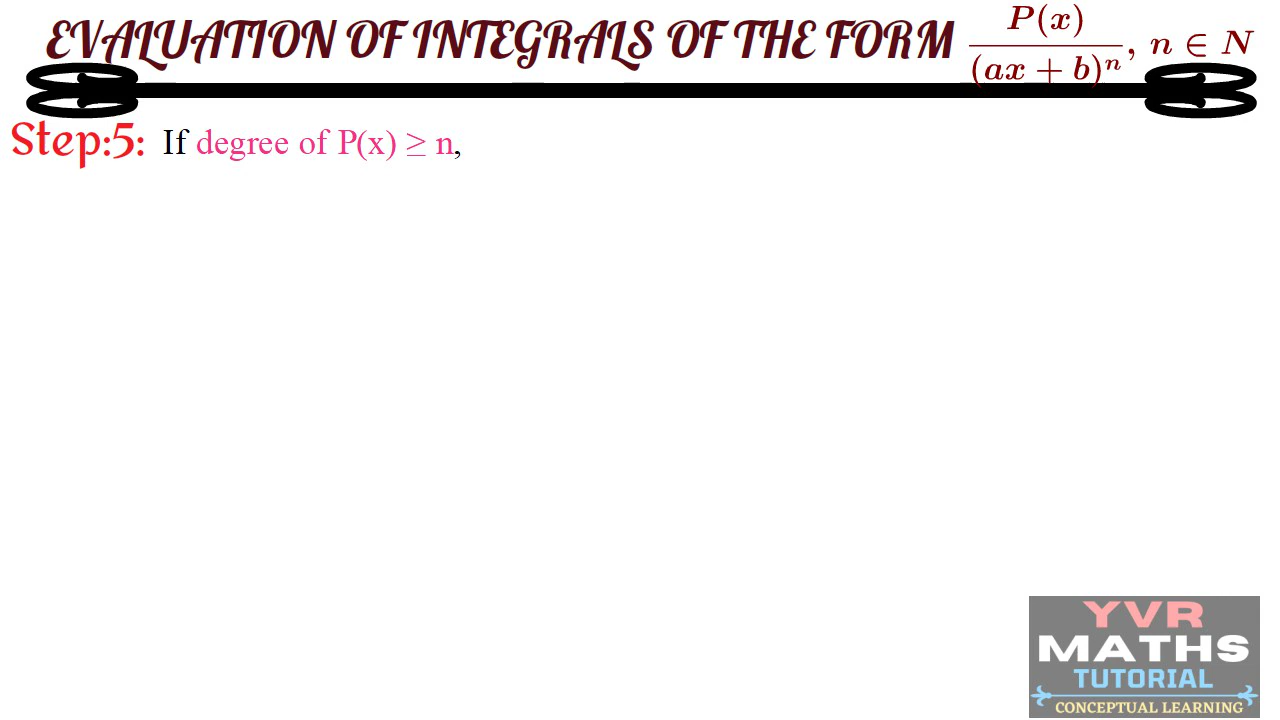 EVALUATION OF INTEGRALS OF THE FORM P(x)/(ax + b)ⁿ, n ∈ N
Step:5: If degree of P(x) ≥ n,
YVR
MATHS
TUTORIAL
CONCEPTUAL LEARNING